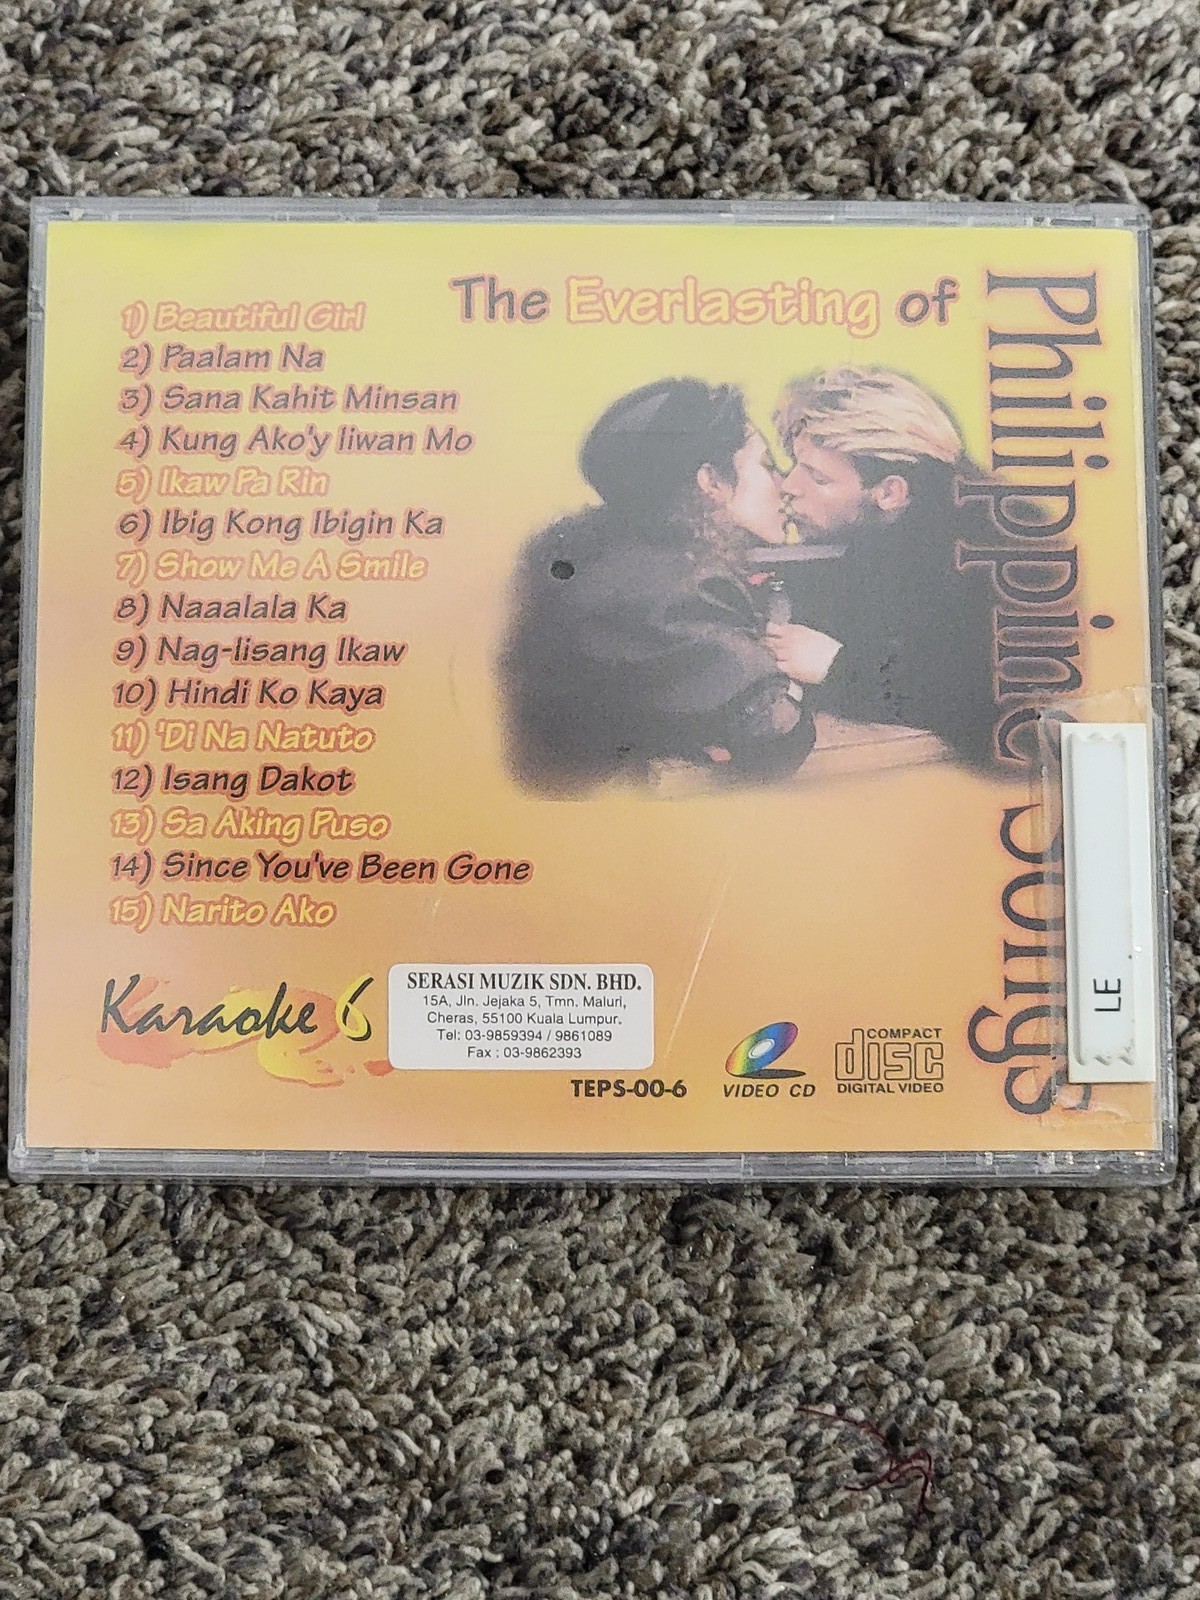 The Everlasting of
Philippine Songs
1) Beautiful Girl
2) Paalam Na
3) Sana Kahit Minsan
4) Kung Ako'y Iiwan Mo
5) Ikaw Pa Rin
6) Ibig Kong Ibigin Ka
7) Show Me A Smile
8) Naaalala Ka
9) Nag-Iisang Ikaw
10) Hindi Ko Kaya
11) 'Di Na Natuto
12) Isang Dakot
13) Sa Aking Puso
14) Since You've Been Gone
15) Narito Ako
Karaoke 6
SERASI MUZIK SDN. BHD.
15A, Jln. Jejaka 5, Tmn. Maluri,
Cheras, 55100 Kuala Lumpur.
Tel: 03-9859394 / 9861089
Fax : 03-9862393
TEPS-00-6
VIDEO CD
COMPACT
disc
DIGITAL VIDEO
LE